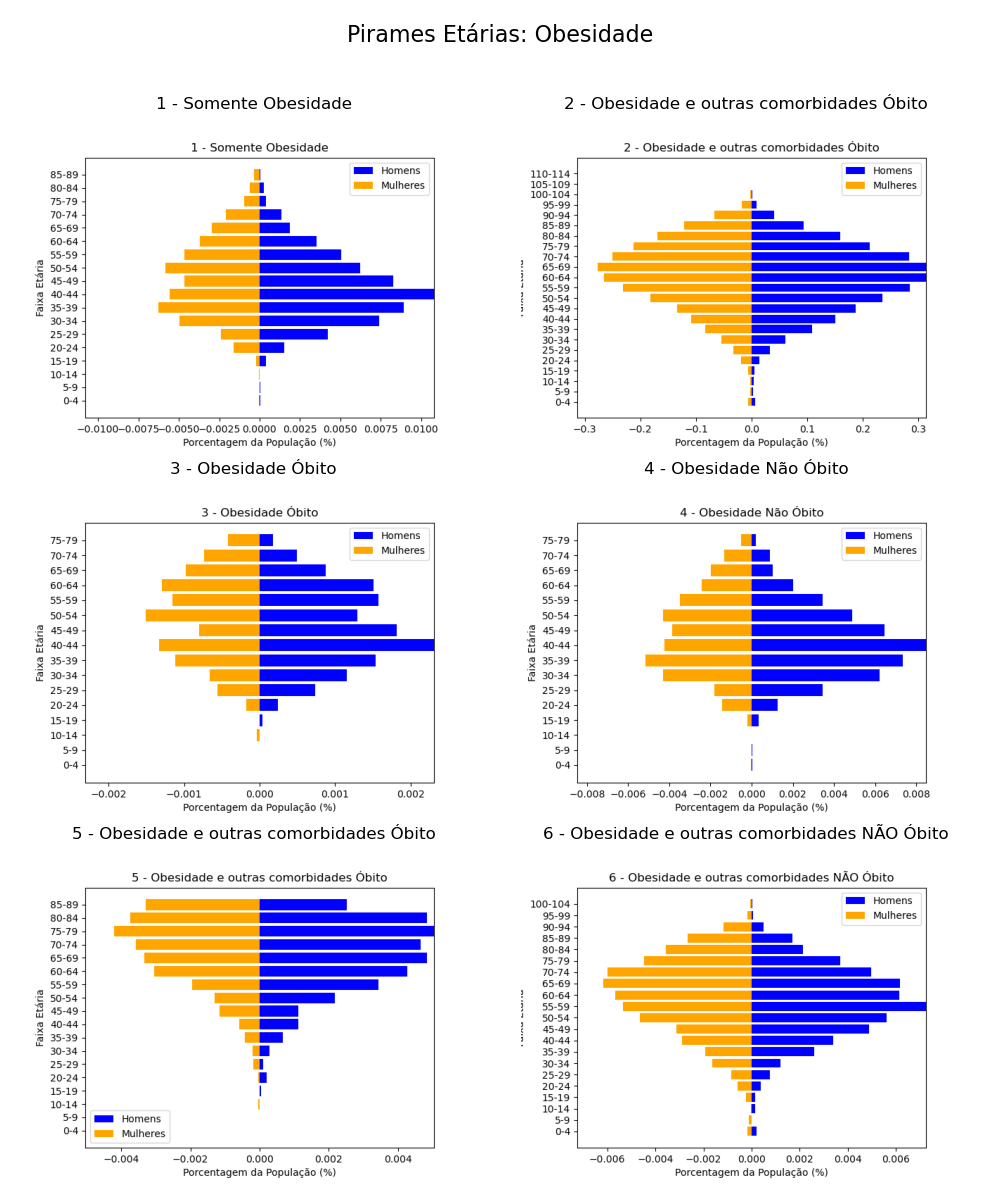 Pirames Etárias: Obesidade
1 - Somente Obesidade
2 - Obesidade e outras comorbidades Óbito
1 - Somente Obesidade
Homens
Mulheres
85-89
80-84
75-79
70-74
65-69
60-64
55-59
50-54
45-49
40-44
35-39
30-34
25-29
20-24
15-19
10-14
5-9
0-4
Faixa Etária
−0.0100−0.0075−0.0050−0.0025 0.0000 0.0025 0.0050 0.0075 0.0100
Porcentagem da População (%)
2 - Obesidade e outras comorbidades Óbito
Homens
Mulheres
110-114
105-109
100-104
95-99
90-94
85-89
80-84
75-79
70-74
65-69
60-64
55-59
50-54
45-49
40-44
35-39
30-34
25-29
20-24
15-19
10-14
5-9
0-4
−0.3 −0.2 −0.1 0.0 0.1 0.2 0.3
Porcentagem da População (%)
3 - Obesidade Óbito
4 - Obesidade Não Óbito
3 - Obesidade Óbito
Homens
Mulheres
75-79
70-74
65-69
60-64
55-59
50-54
45-49
40-44
35-39
30-34
25-29
20-24
15-19
10-14
5-9
0-4
Faixa Etária
−0.002 −0.001 0.000 0.001 0.002
Porcentagem da População (%)
4 - Obesidade Não Óbito
Homens
Mulheres
75-79
70-74
65-69
60-64
55-59
50-54
45-49
40-44
35-39
30-34
25-29
20-24
15-19
10-14
5-9
0-4
Faixa Etária
−0.008 −0.006 −0.004 −0.002 0.000 0.002 0.004 0.006 0.008
Porcentagem da População (%)
5 - Obesidade e outras comorbidades Óbito
6 - Obesidade e outras comorbidades NÃO Óbito
5 - Obesidade e outras comorbidades Óbito
85-89
80-84
75-79
70-74
65-69
60-64
55-59
50-54
45-49
40-44
35-39
30-34
25-29
20-24
15-19
10-14
5-9
0-4
Faixa Etária
Homens
Mulheres
−0.004 −0.002 0.000 0.002 0.004
Porcentagem da População (%)
6 - Obesidade e outras comorbidades NÃO Óbito
Homens
Mulheres
100-104
95-99
90-94
85-89
80-84
75-79
70-74
65-69
60-64
55-59
50-54
45-49
40-44
35-39
30-34
25-29
20-24
15-19
10-14
5-9
0-4
−0.006 −0.004 −0.002 0.000 0.002 0.004 0.006
Porcentagem da População (%)